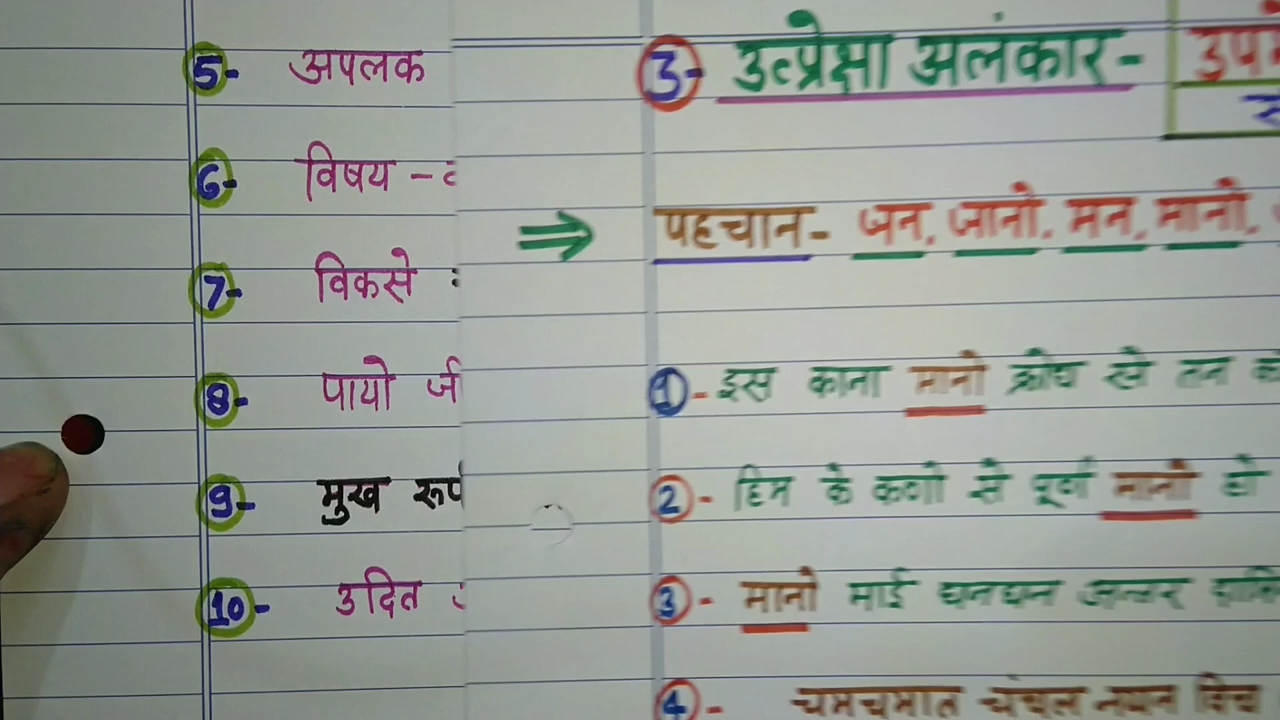 5- अपलक
6- विषय -
7- विकसे
8- पायो
9- मुख
10- उदित
3- उत्प्रेक्षा अलंकार-
पहचान- जन, जानो, मन, मानो,
1- इस काना मानो क्रोध से तन
2- हिम के कणों से पूर्ण मानो हो
3- मानो माई घनघन अन्तर
4- चमचमात चंचल नयन बिच